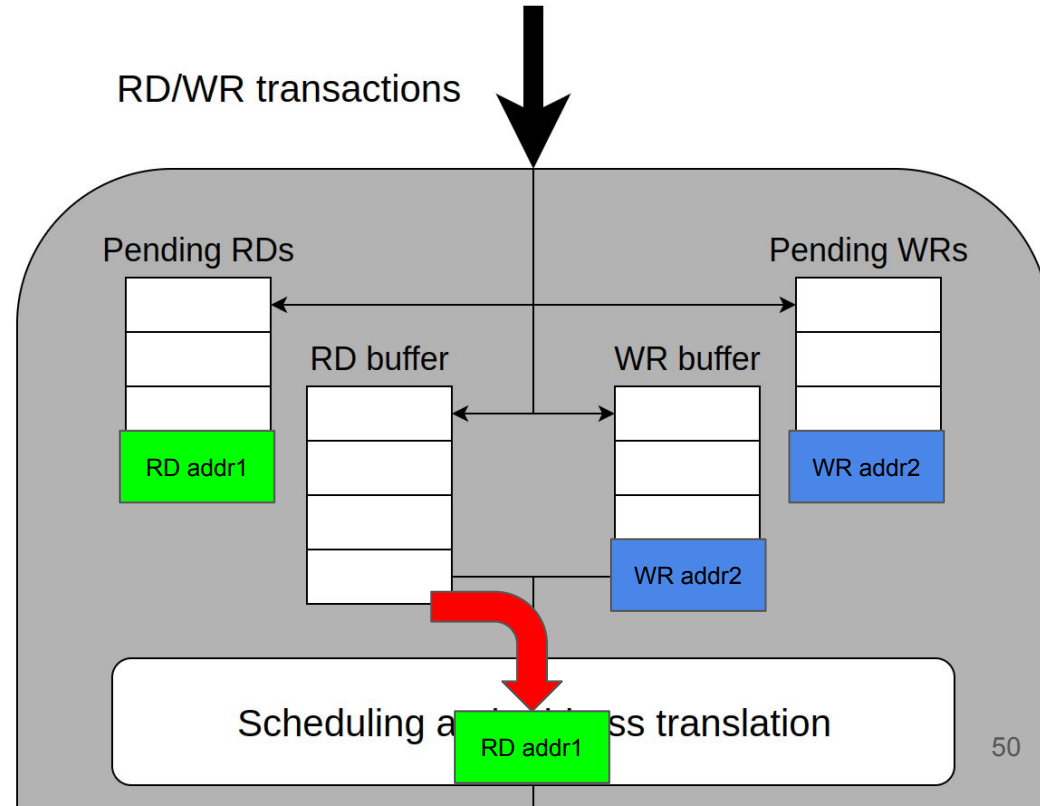 RD/WR transactions
Pending RDs
Pending WRs
RD buffer
WR buffer
RD addr1
WR addr2
WR addr2
Scheduling a ss translation
RD addr1
50